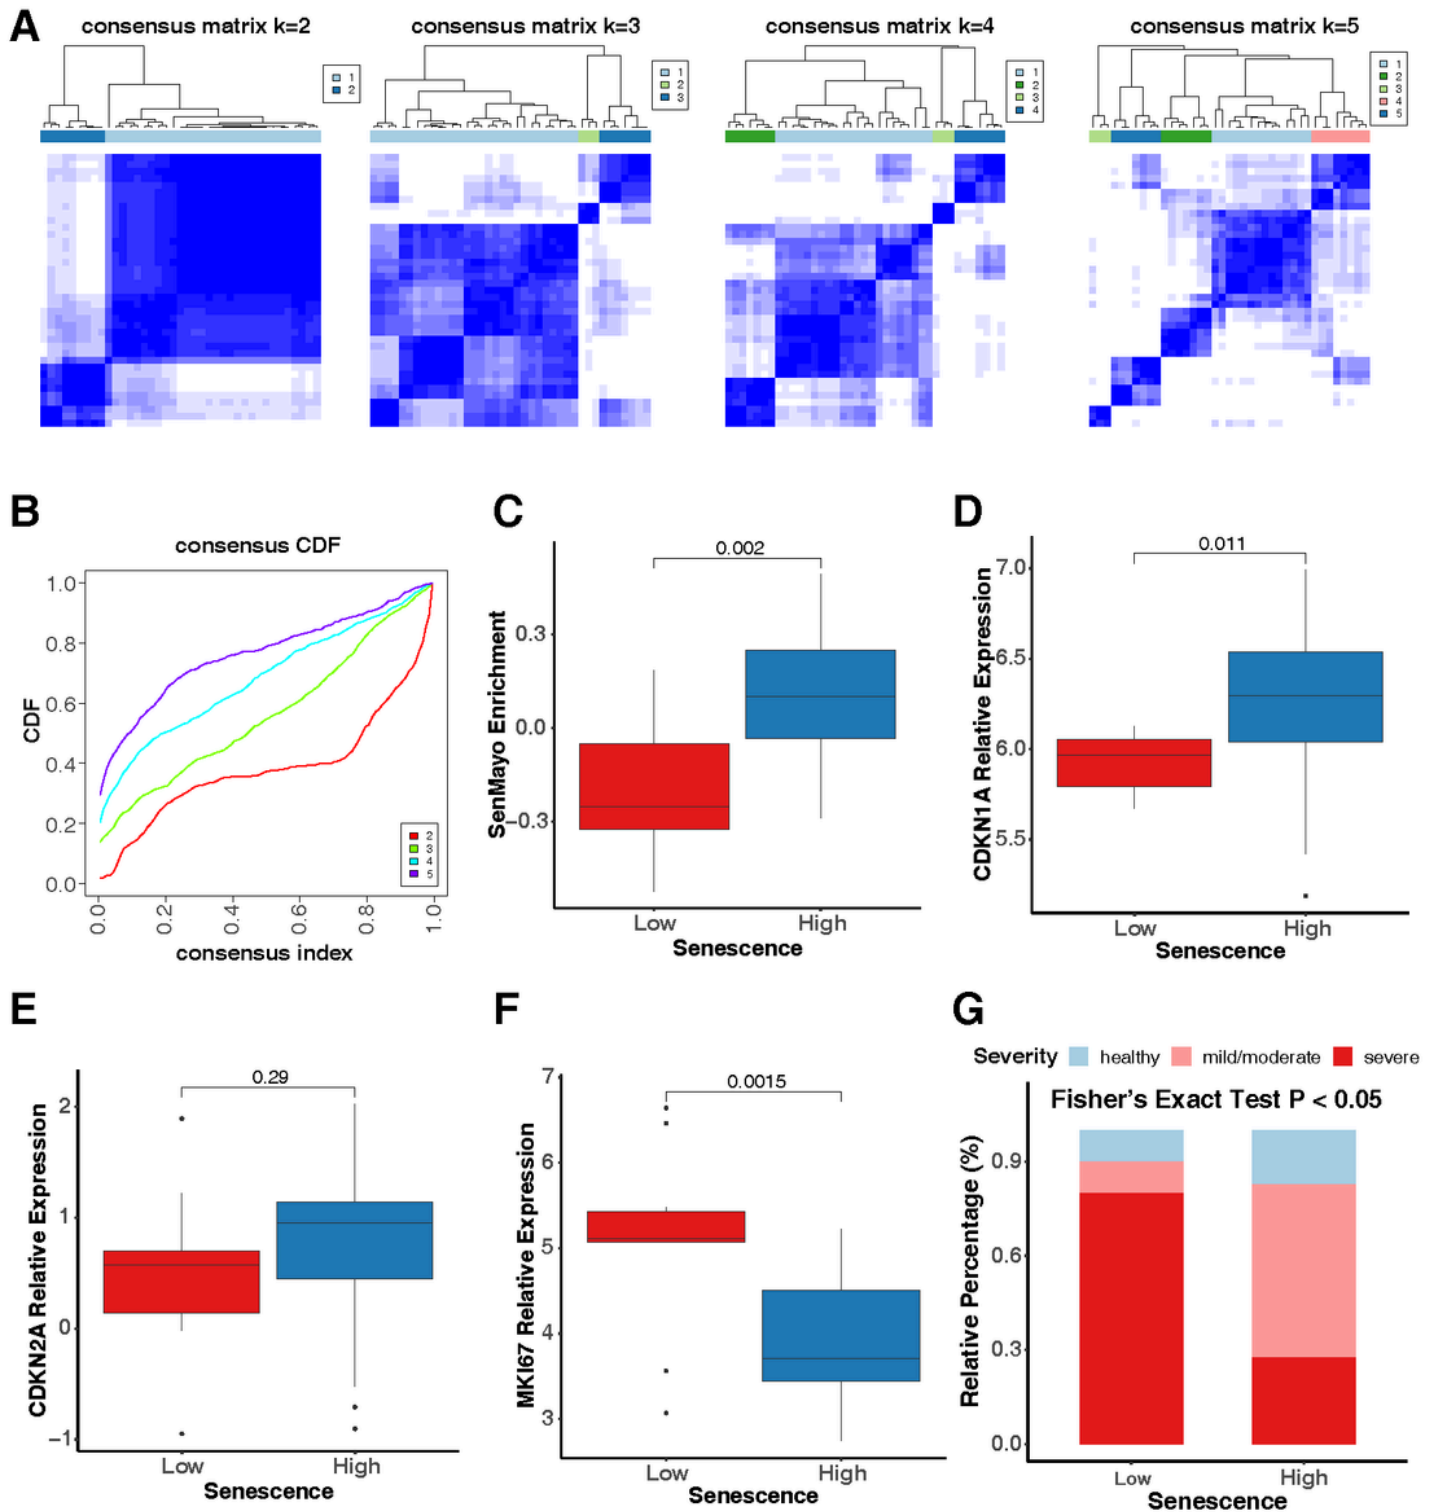 A
consensus matrix k=2
1
2
consensus matrix k=3
1
2
3
consensus matrix k=4
1
2
3
4
consensus matrix k=5
1
2
3
4
5
B
consensus CDF
CDF
1.0
0.8
0.6
0.4
0.2
0.0
2
3
4
5
0.0 0.2 0.4 0.6 0.8 1.0
consensus index
C
0.002
SenMayo Enrichment
0.3
0.0
−0.3
Low High
Senescence
D
0.011
CDKN1A Relative Expression
7.0
6.5
6.0
5.5
Low High
Senescence
E
0.29
CDKN2A Relative Expression
2
1
0
−1
Low High
Senescence
F
0.0015
MKI67 Relative Expression
7
6
5
4
3
Low High
Senescence
G
Severity healthy mild/moderate severe
Fisher's Exact Test P < 0.05
Relative Percentage (%)
0.9
0.6
0.3
0.0
Low High
Senescence